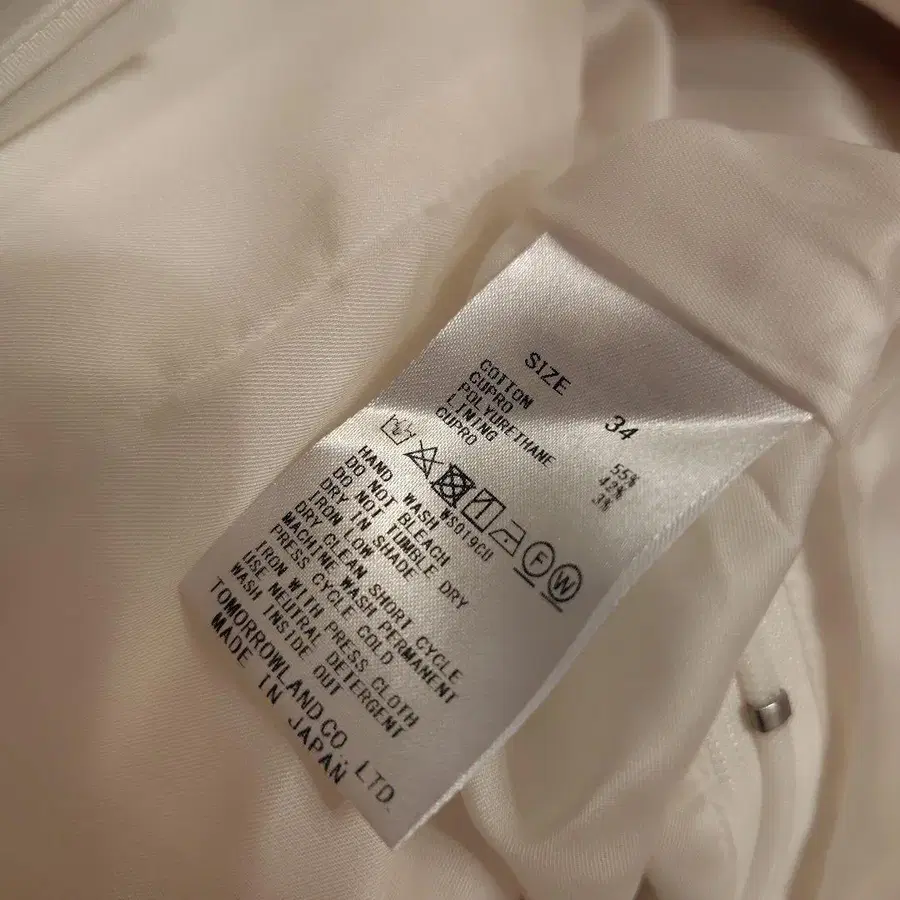 SIZE 34
COTTON 55%
CUPRO 42%
POLYURETHANE 3%
LINING
CUPRO
F W
WS019CU
HAND WASH
DO NOT BLEACH
DO NOT TUMBLE DRY
DRY IN SHADE
IRON LOW
DRY CLEAN SHORT CYCLE
MACHINE WASH PERMANENT
PRESS CYCLE COLD
IRON WITH PRESS CLOTH
USE NEUTRAL DETERGENT
WASH INSIDE OUT
TOMORROWLAND CO.,LTD.
MADE IN JAPAN